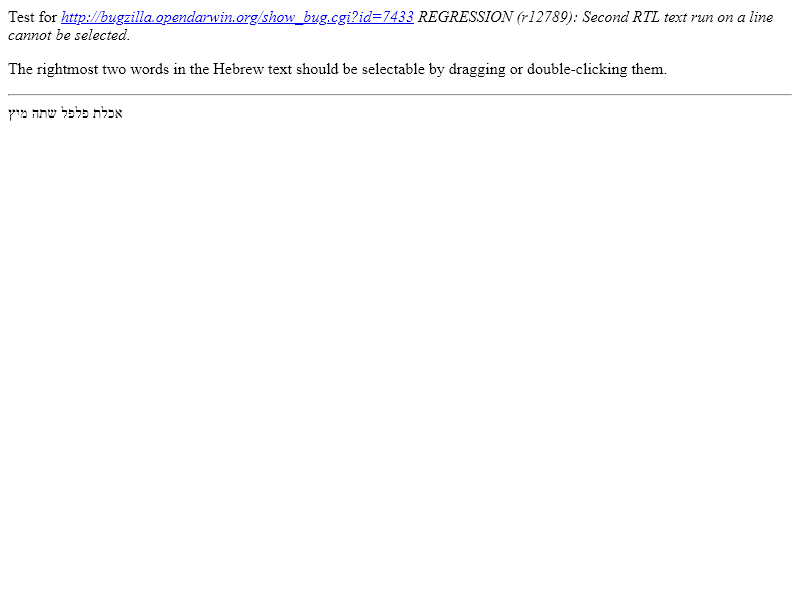 Test for http://bugzilla.opendarwin.org/show_bug.cgi?id=7433 REGRESSION (r12789): Second RTL text run on a line
cannot be selected.
The rightmost two words in the Hebrew text should be selectable by dragging or double-clicking them.
אכלת פלפל שתה מיץ